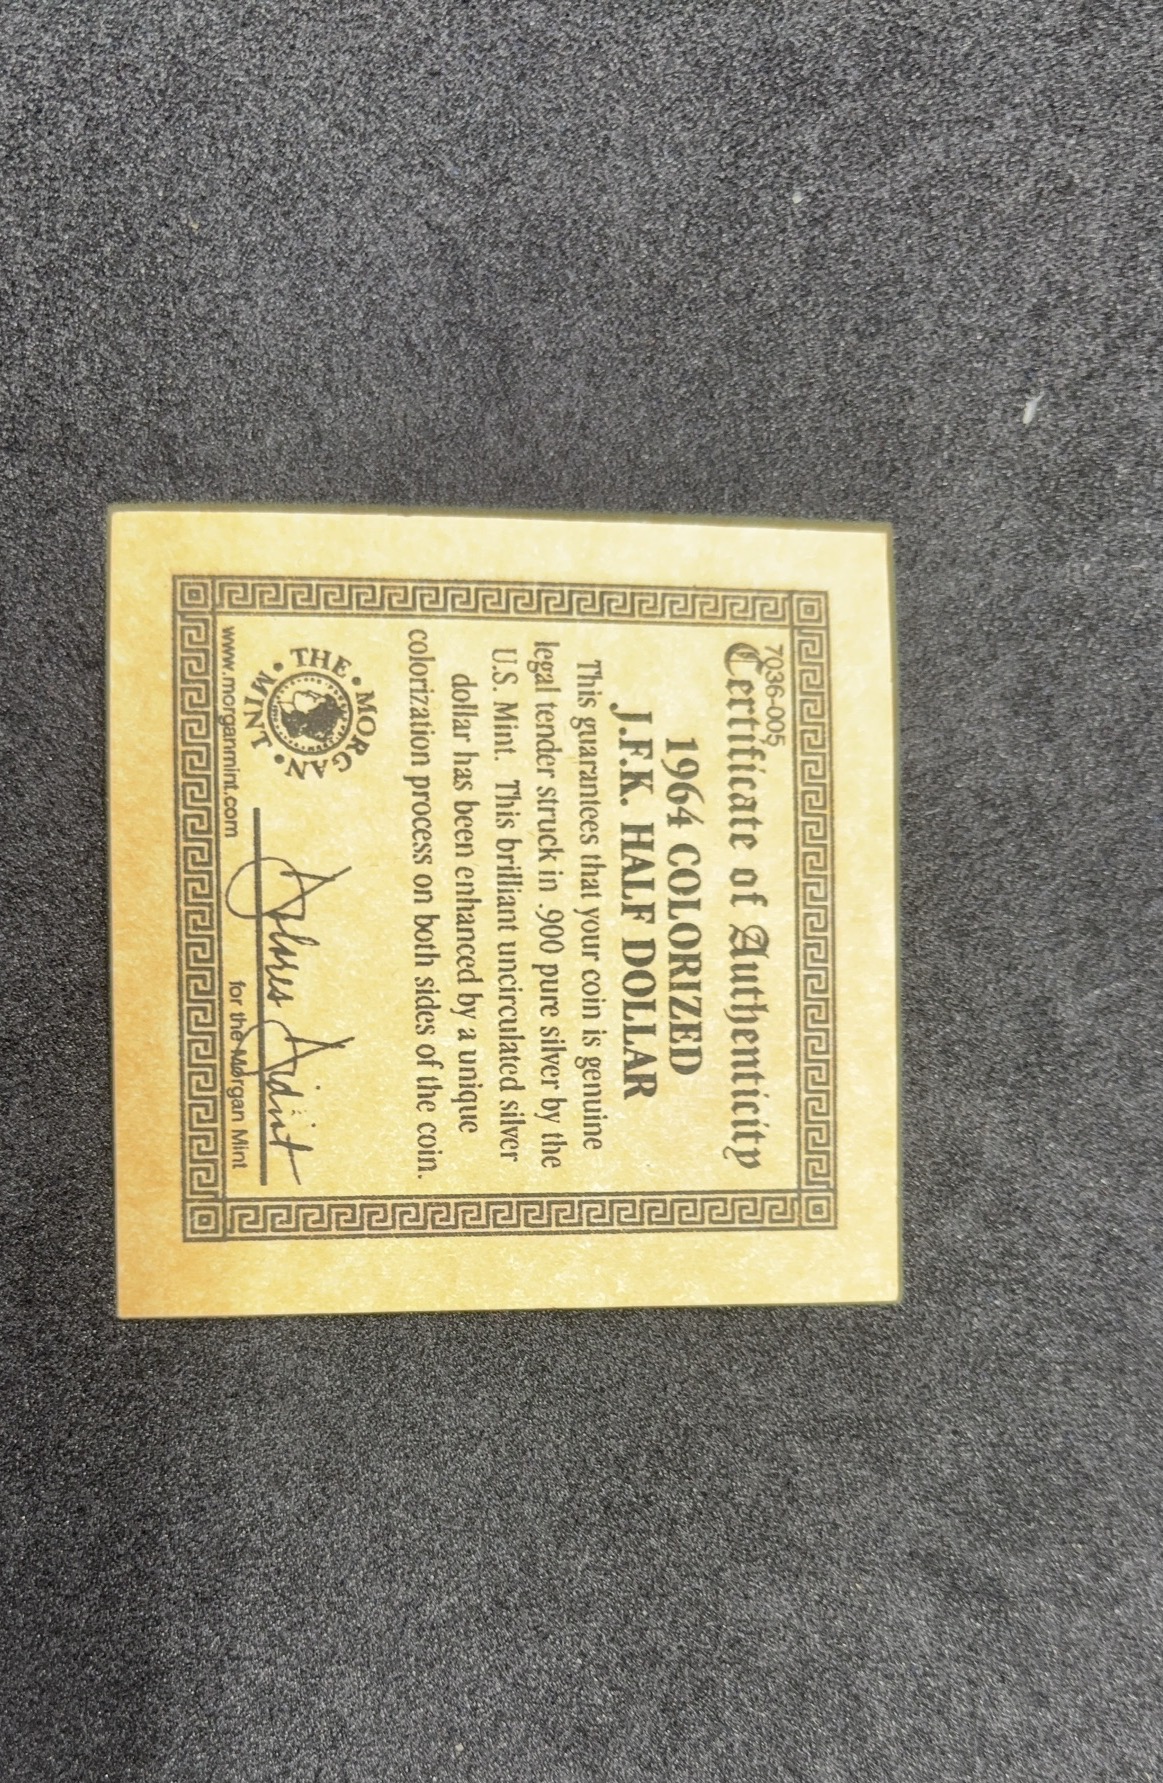 7036-005
Certificate of Authenticity
1964 COLORIZED
J.F.K. HALF DOLLAR
This guarantees that your coin is genuine
legal tender struck in .900 pure silver by the
U.S. Mint. This brilliant uncirculated silver
dollar has been enhanced by a unique
colorization process on both sides of the coin.
THE • MORGAN • MINT •
www.morganmint.com
for the Morgan Mint